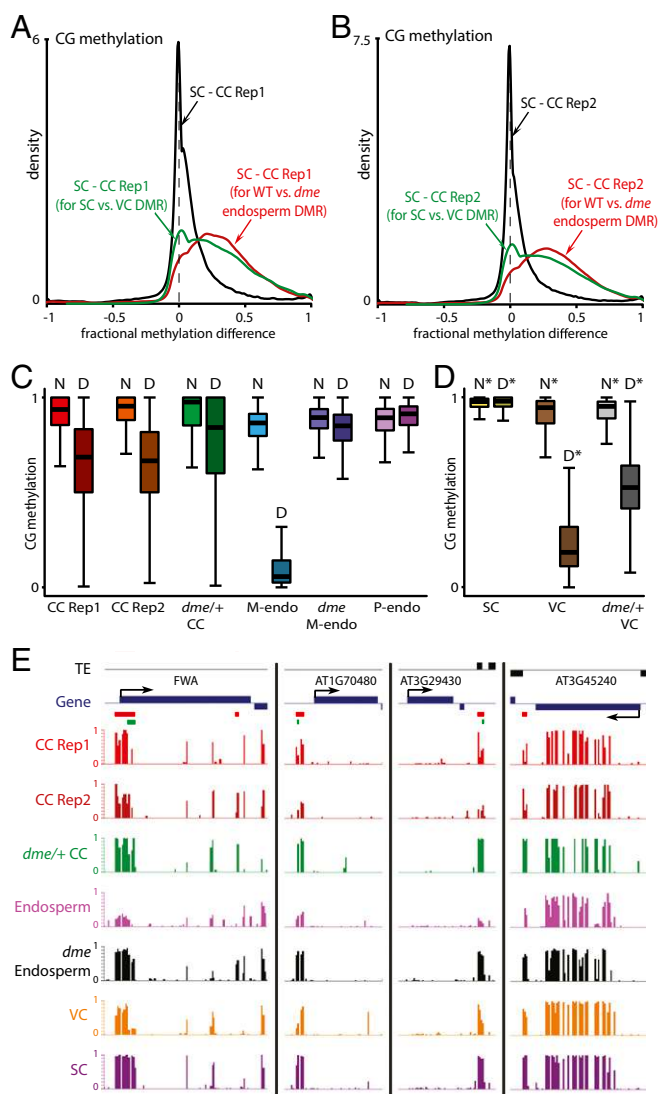 A
B
6
CG methylation
SC - CC Rep1
SC - CC Rep1
(for SC vs. VC DMR)
SC - CC Rep1
(for WT vs. dme
endosperm DMR)
density
0
-1
-0.5
0
0.5
1
fractional methylation difference
7.5
CG methylation
SC - CC Rep2
SC - CC Rep2
(for SC vs. VC DMR)
SC - CC Rep2
(for WT vs. dme
endosperm DMR)
density
0
-1
-0.5
0
0.5
1
fractional methylation difference
C
N D N D N D N N D N D
D
1
CG methylation
0
CC Rep1 CC Rep2 dme/+ CC M-endo dme M-endo P-endo
D
N* D* N* N* D*
D*
1
CG methylation
0
SC VC dme/+ VC
E
TE
FWA AT1G70480 AT3G29430 AT3G45240
Gene
CC Rep1
1
0
CC Rep2
1
0
dme/+ CC
1
0
Endosperm
1
0
dme
Endosperm
1
0
VC
1
0
SC
1
0